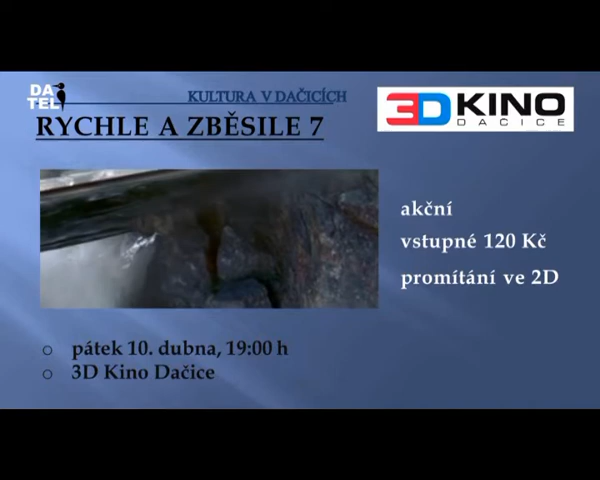 DA
TEL
KULTURA V DAČICÍCH
RYCHLE A ZBĚSILE 7
3D KINO
DAČICE
akční
vstupné 120 Kč
promítání ve 2D
o pátek 10. dubna, 19:00 h
o 3D Kino Dačice